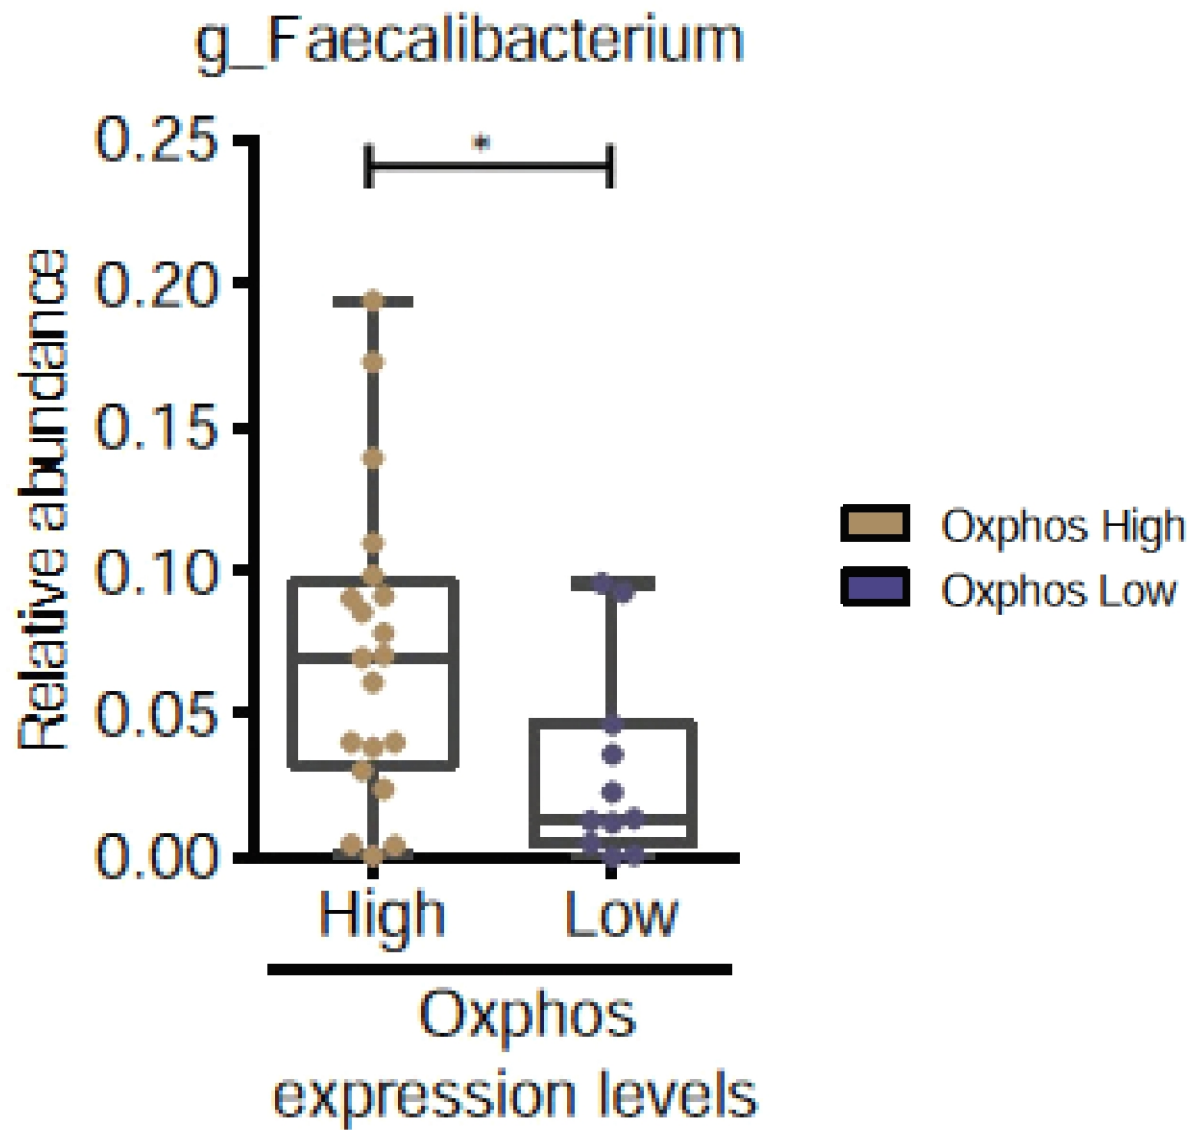 g_Faecalibacterium
*
0.25
0.20
0.15
0.10
0.05
0.00
Relative abundance
High
Low
Oxphos
expression levels
Oxphos High
Oxphos Low